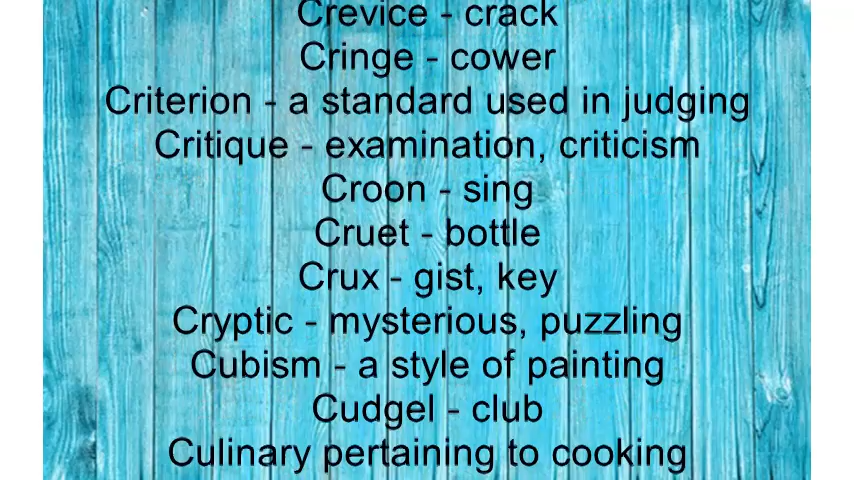 Crevice - crack
Cringe - cower
Criterion - a standard used in judging
Critique - examination, criticism
Croon - sing
Cruet - bottle
Crux - gist, key
Cryptic - mysterious, puzzling
Cubism - a style of painting
Cudgel - club
Culinary pertaining to cooking